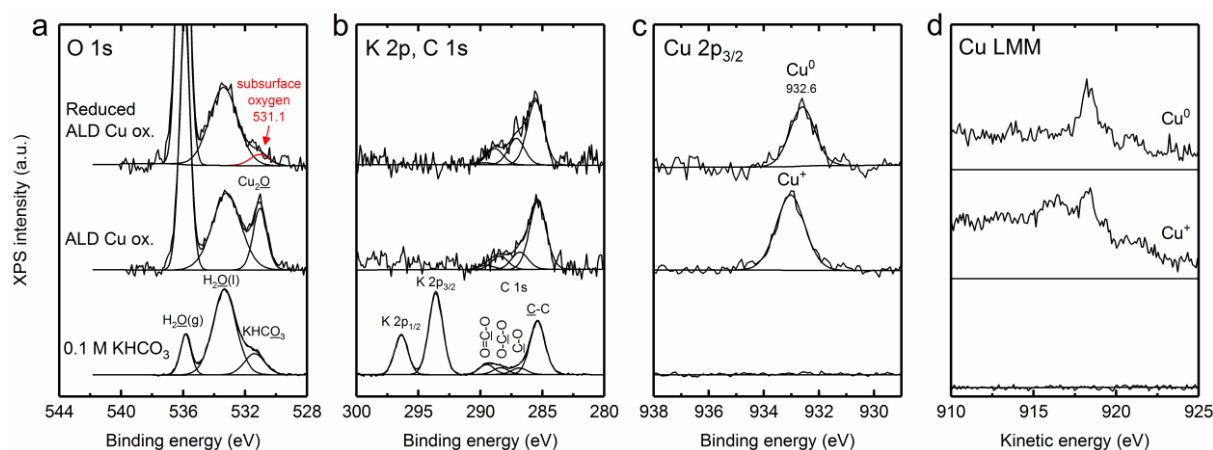 a
O 1s
Reduced
ALD Cu ox.
subsurface
oxygen
531.1
Cu₂O
ALD Cu ox.
H₂O(l)
H₂O(g)
KHCO₃
0.1 M KHCO₃
XPS intensity (a.u.)
544 540 536 532 528
Binding energy (eV)
b
K 2p, C 1s
C 1s
K 2p₃/₂
K 2p₁/₂
O=C-O
O-C-O
C-O
C-C
300 295 290 285 280
Binding energy (eV)
c
Cu 2p₃/₂
Cu⁰
932.6
Cu⁺
938 936 934 932 930
Binding energy (eV)
d
Cu LMM
Cu⁰
Cu⁺
910 915 920 925
Kinetic energy (eV)